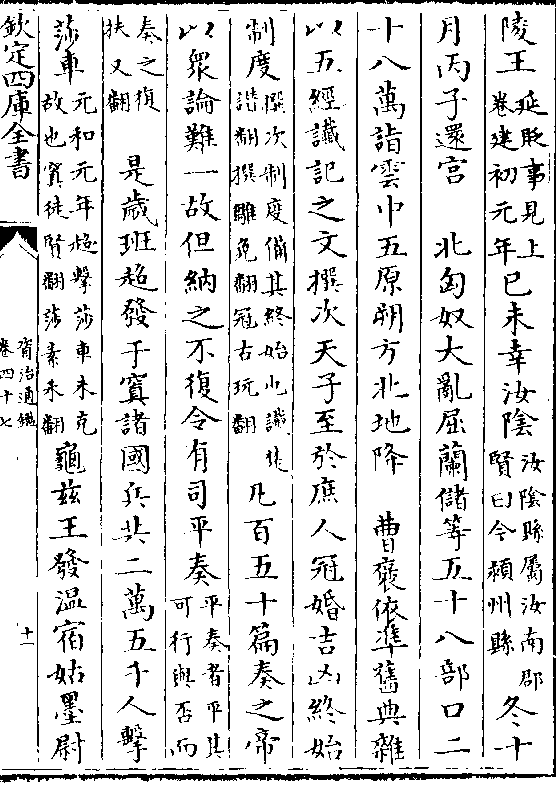 陵王延貶事見上卷建初元年己未幸汝陰汝陰縣屬汝南郡賢曰今潁州縣冬十
月丙子還宮　北匈奴大亂屈蘭儲等五十八部口二
十八萬詣雲中五原朔方北地降　曹褒依凖舊典雜
以五經䜟記之文撰次天子至於庶人冠婚吉凶終始
制度撰次制度備其終始也䜟楚譖翻撰雛免翻冠古玩翻凡百五十篇奏之帝
以衆論難一故但納之不復令有司平奏平奏者平其可行與否而
奏之復扶又翻　是歲班超發于窴諸國兵共二萬五千人擊
莎車元和元年超擊莎車未克故也窴徒賢翻莎素禾翻龜兹王發温宿姑墨尉
欽定四庫全書
資治通鑑
卷四十七
十一